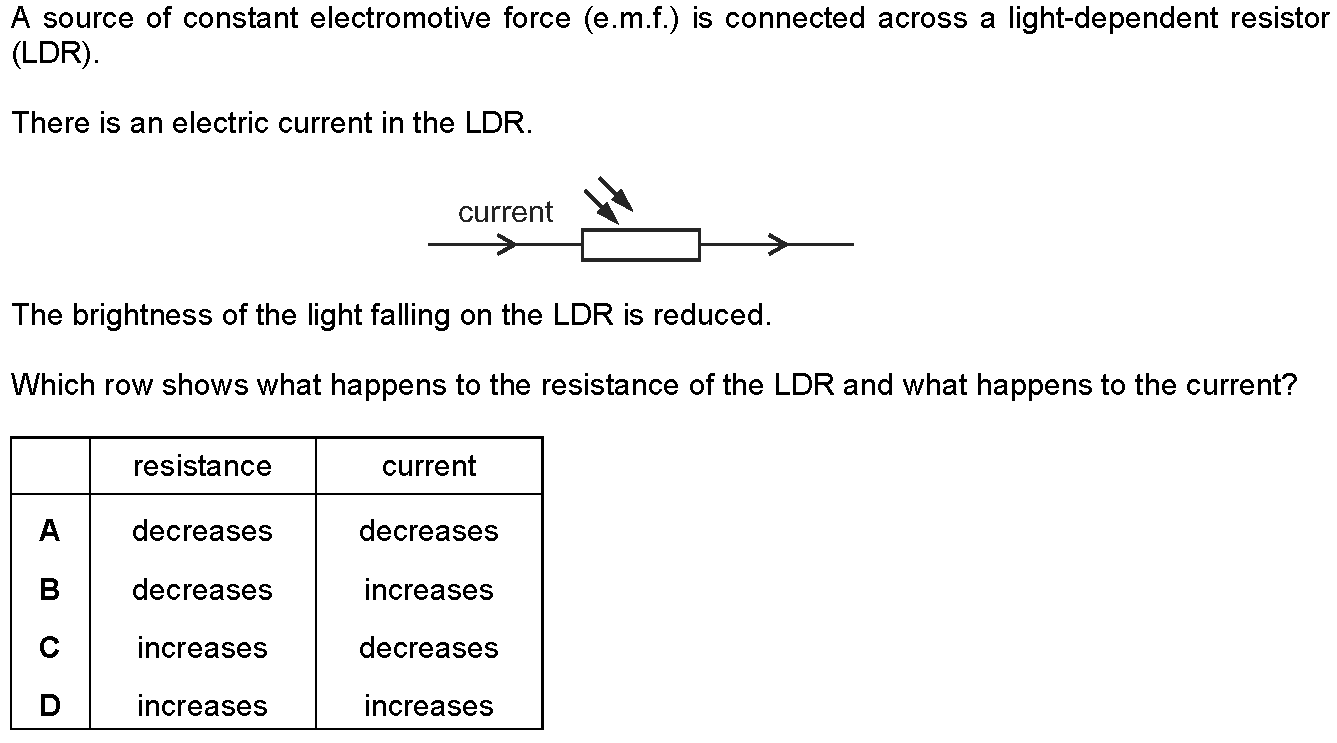 A source of constant electromotive force (e.m.f.) is connected across a light-dependent resistor
(LDR).
There is an electric current in the LDR.
current
The brightness of the light falling on the LDR is reduced.
Which row shows what happens to the resistance of the LDR and what happens to the current?
resistance current
A decreases decreases
B decreases increases
C increases decreases
D increases increases